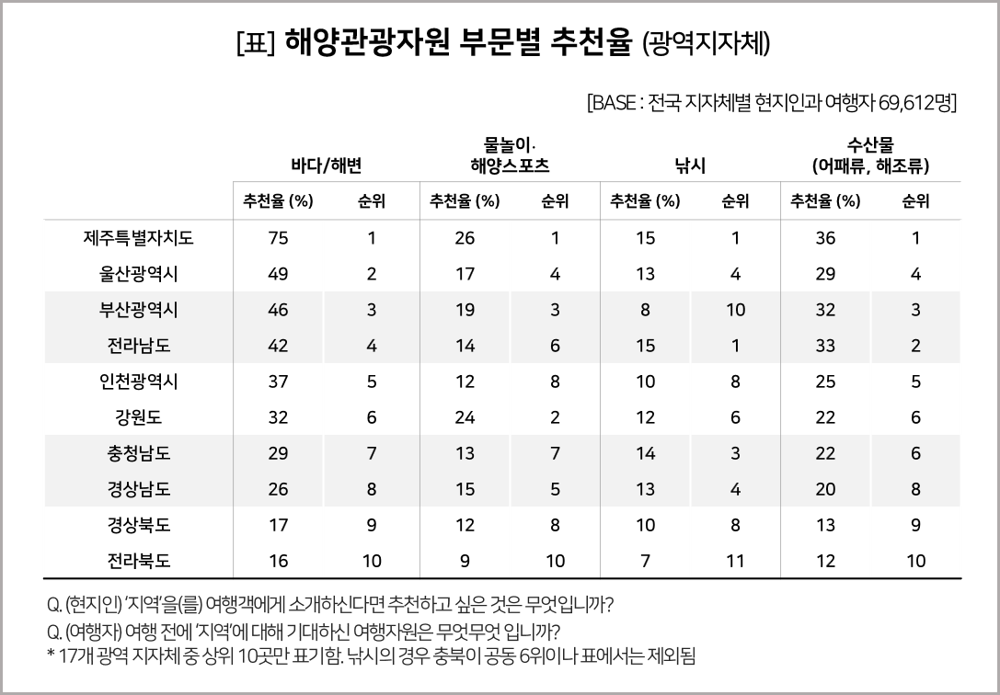 [표] 해양관광자원 부문별 추천율 (광역지자체)
[BASE : 전국 지자체별 현지인과 여행자 69,612명]
바다/해변 물놀이· 해양스포츠 낚시 수산물 (어패류, 해조류)
추천율 (%) 순위 추천율 (%) 순위 추천율 (%) 순위 추천율 (%) 순위
제주특별자치도 75 1 26 1 15 1 36 1
울산광역시 49 2 17 4 13 4 29 4
부산광역시 46 3 19 3 8 10 32 3
전라남도 42 4 14 6 15 1 33 2
인천광역시 37 5 12 8 10 8 25 5
강원도 32 6 24 2 12 6 22 6
충청남도 29 7 13 7 14 3 22 6
경상남도 26 8 15 5 13 4 20 8
경상북도 17 9 12 8 10 8 13 9
전라북도 16 10 9 10 7 11 12 10
Q. (현지인) ‘지역’을(를) 여행객에게 소개하신다면 추천하고 싶은 것은 무엇입니까?
Q. (여행자) 여행 전에 ‘지역’에 대해 기대하신 여행자원은 무엇무엇 입니까?
* 17개 광역 지자체 중 상위 10곳만 표기함. 낚시의 경우 충북이 공동 6위이나 표에서는 제외됨